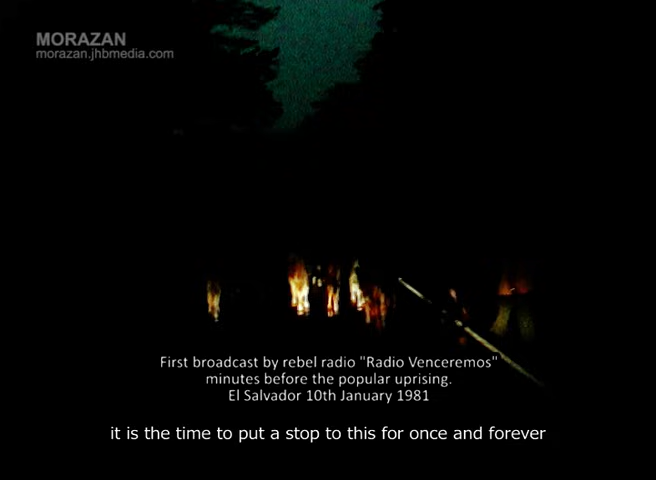 MORAZAN
morazan.jhbmedia.com
First broadcast by rebel radio "Radio Venceremos"
minutes before the popular uprising.
El Salvador 10th January 1981
it is the time to put a stop to this for once and forever